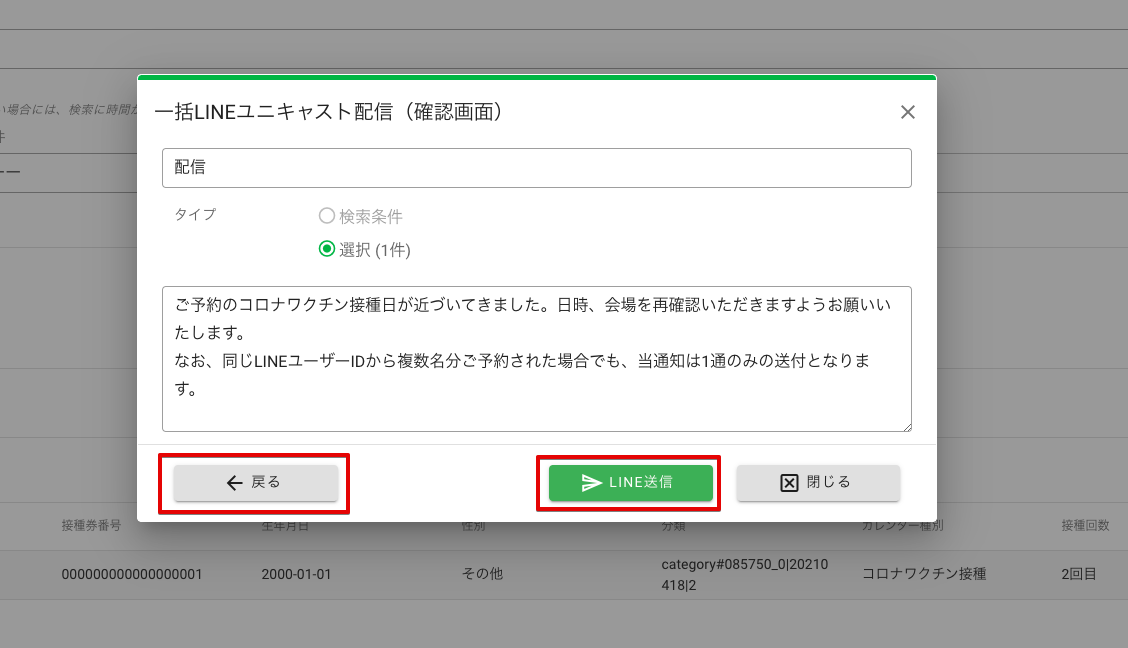 い場合には、検索に時間が
件
一括LINEユニキャスト配信（確認画面）
配信
タイプ
検索条件
選択 (1件)
ご予約のコロナワクチン接種日が近づいてきました。日時、会場を再確認いただきますようお願いい
たします。
なお、同じLINEユーザーIDから複数名分ご予約された場合でも、当通知は1通のみの送付となりま
す。
戻る
LINE送信
閉じる
接種券番号 生年月日 性別 分類 カレンダー種別 接種回数
000000000000000001 2000-01-01 その他 category#085750_0|20210 コロナワクチン接種 2回目
418|2